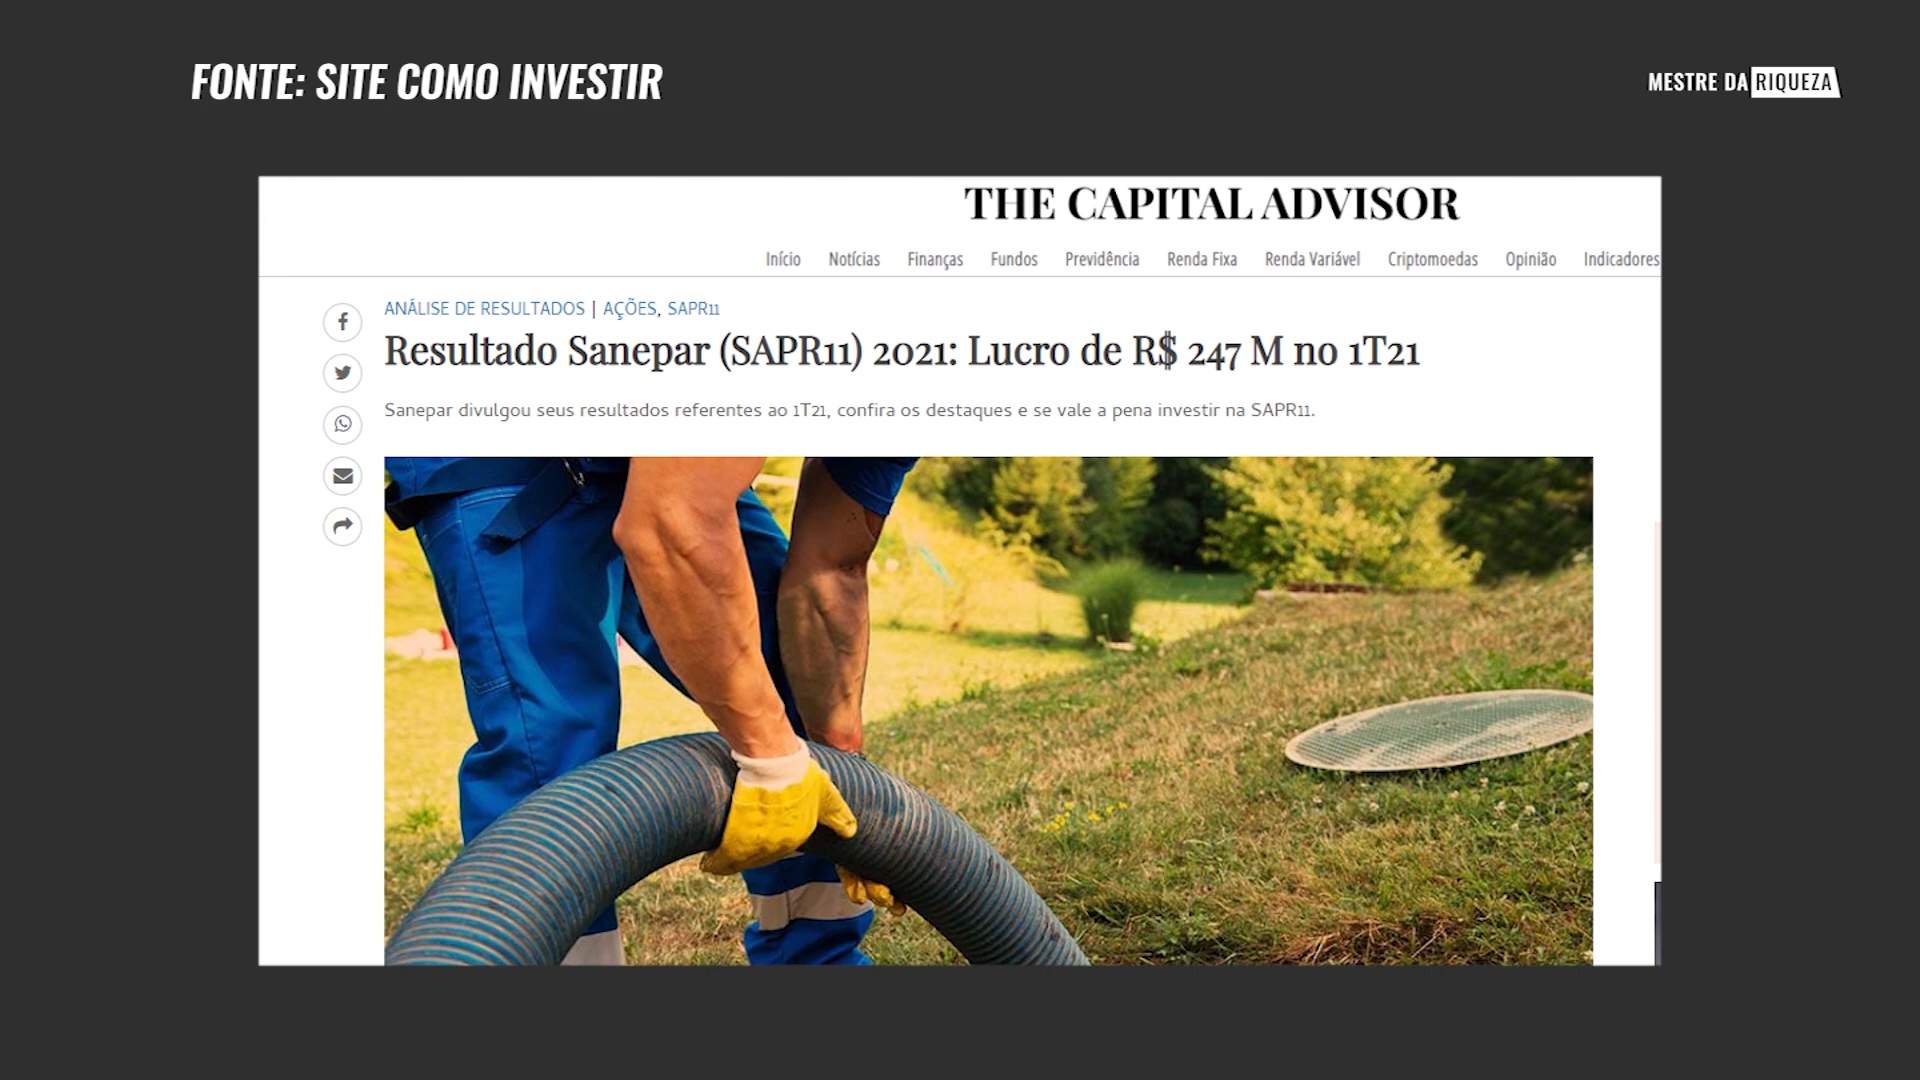 FONTE: SITE COMO INVESTIR
MESTRE DA RIQUEZA
THE CAPITAL ADVISOR
Início Notícias Finanças Fundos Previdência Renda Fixa Renda Variável Criptomoedas Opinião Indicadores
ANÁLISE DE RESULTADOS | AÇÕES, SAPR11
Resultado Sanepar (SAPR11) 2021: Lucro de R$ 247 M no 1T21
Sanepar divulgou seus resultados referentes ao 1T21, confira os destaques e se vale a pena investir na SAPR11.